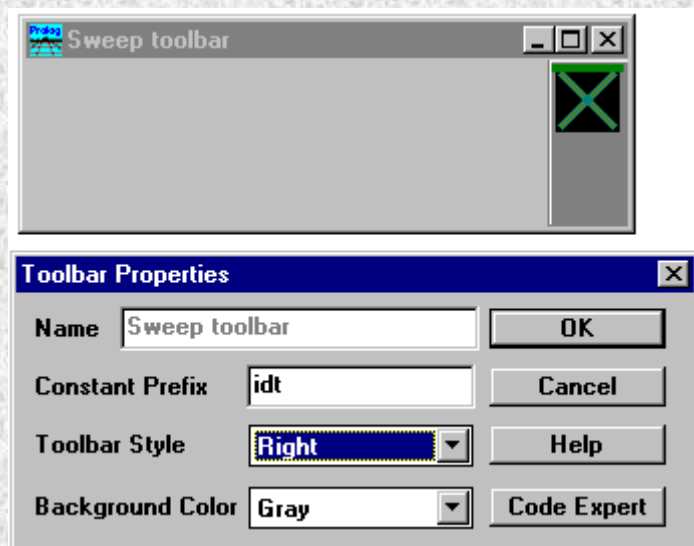 Prolog
Sweep toolbar
Toolbar Properties
Name Sweep toolbar OK
Constant Prefix idt Cancel
Toolbar Style Right Help
Background Color Gray Code Expert